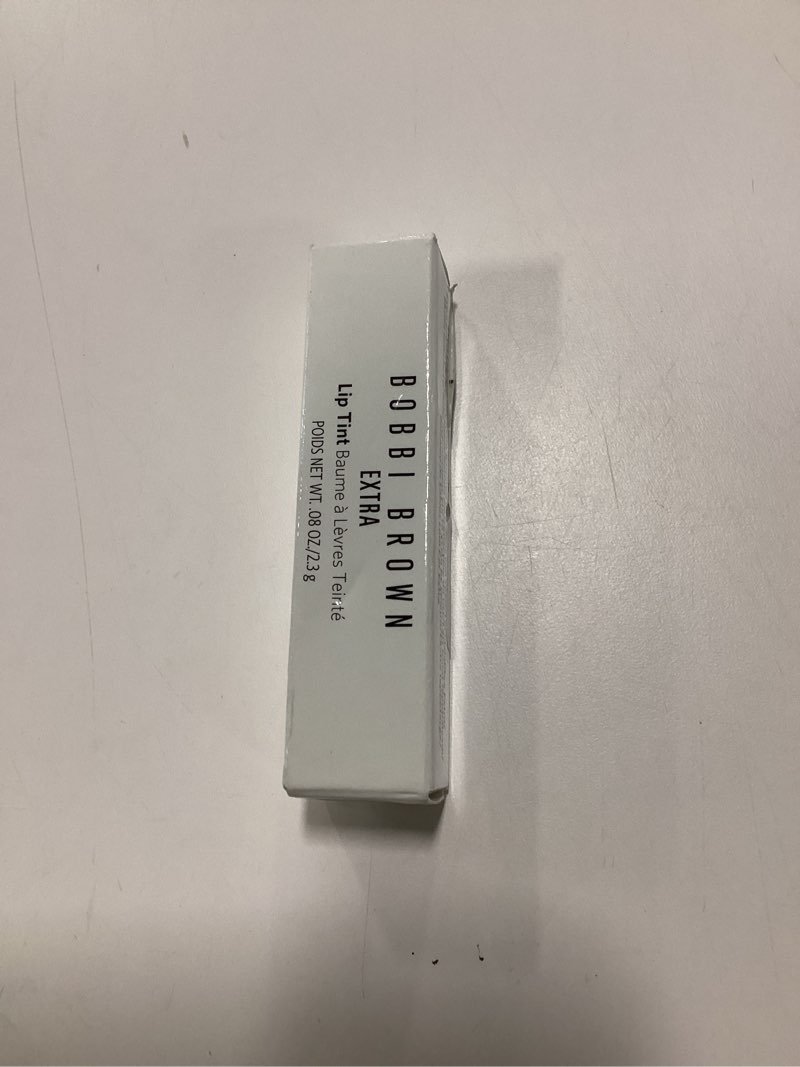 BOBBI BROWN
EXTRA
Lip Tint Baume à Lèvres Teinté
POIDS NET WT. .08 OZ./2.3 g